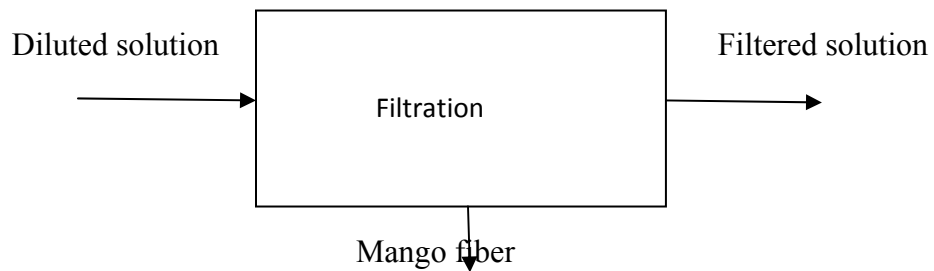 Diluted solution
Filtered solution
Filtration
Mango fiber